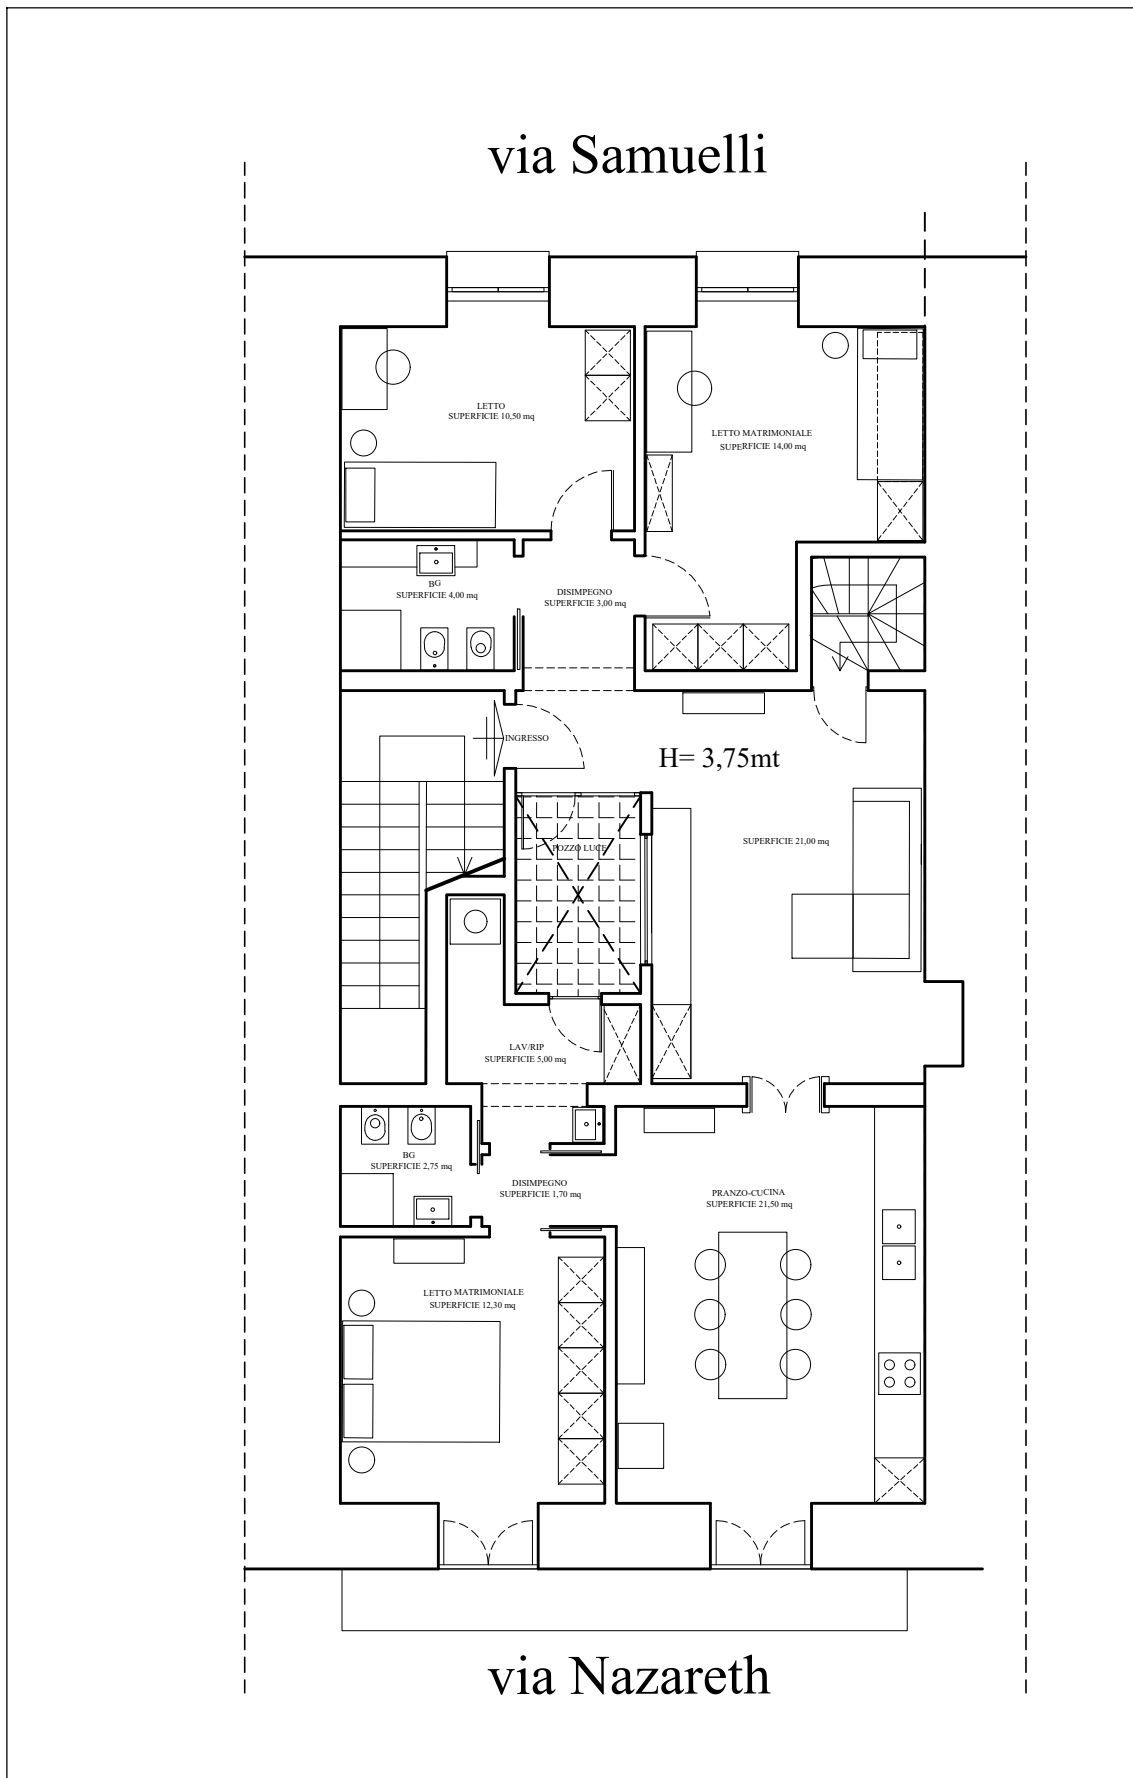 via Samuelli
LETTO
SUPERFICIE 10,50 mq
LETTO MATRIMONIALE
SUPERFICIE 14,00 mq
BG
SUPERFICIE 4,00 mq
DISIMPEGNO
SUPERFICIE 3,00 mq
INGRESSO
H= 3,75mt
SUPERFICIE 21,00 mq
POZZO LUCE
LAV/RIP
SUPERFICIE 5,00 mq
BG
SUPERFICIE 2,75 mq
DISIMPEGNO
SUPERFICIE 1,70 mq
PRANZO-CUCINA
SUPERFICIE 21,50 mq
LETTO MATRIMONIALE
SUPERFICIE 12,30 mq
via Nazareth